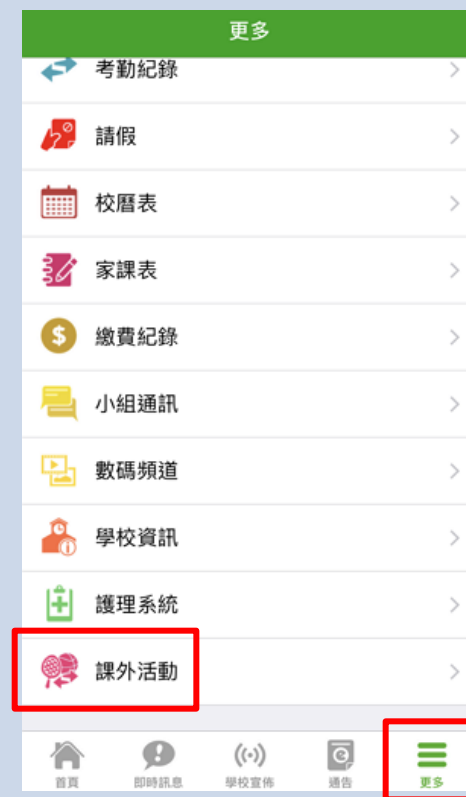 更多
考勤紀錄
請假
校曆表
家課表
繳費紀錄
小組通訊
數碼頻道
學校資訊
護理系統
課外活動
首頁
即時訊息
學校宣佈
通告
更多